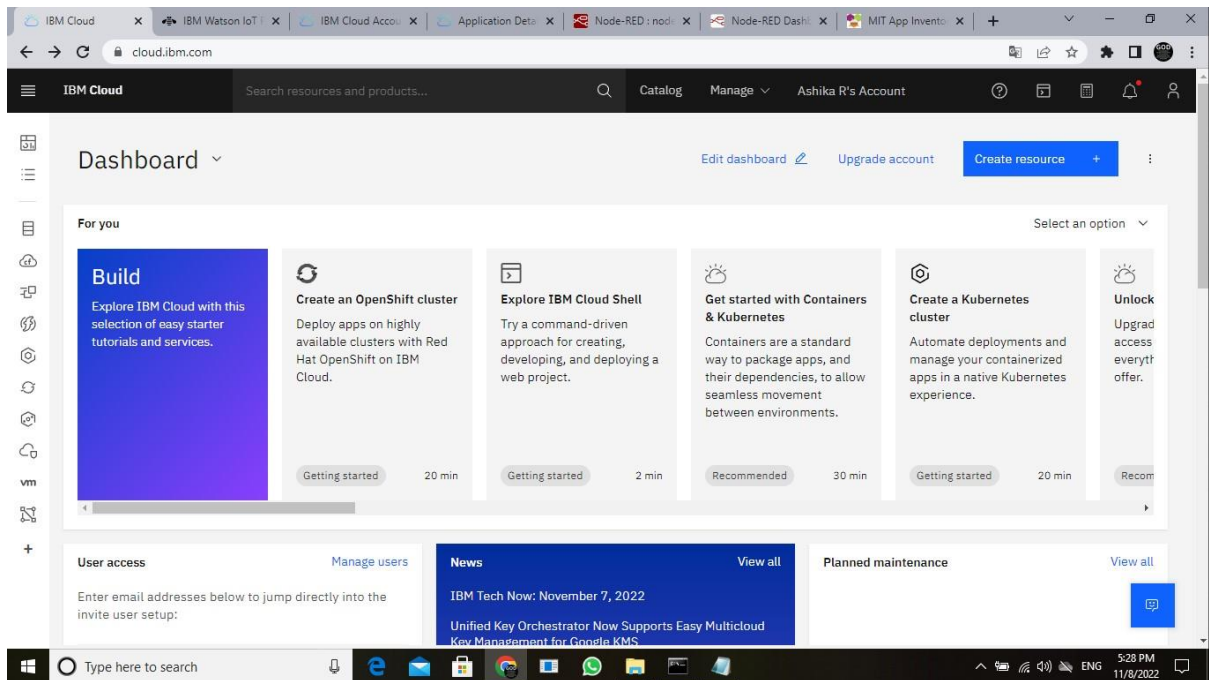 IBM Cloud
IBM Watson IoT P
IBM Cloud Accou
Application Detai
Node-RED : node
Node-RED Dash
MIT App Invento
cloud.ibm.com
IBM Cloud
Search resources and products...
Catalog
Manage
Ashika R's Account
Dashboard
Edit dashboard
Upgrade account
Create resource +
For you
Select an option
Build
Explore IBM Cloud with this
selection of easy starter
tutorials and services.
Create an OpenShift cluster
Deploy apps on highly
available clusters with Red
Hat OpenShift on IBM
Cloud.
Getting started
20 min
Explore IBM Cloud Shell
Try a command-driven
approach for creating,
developing, and deploying a
web project.
Getting started
2 min
Get started with Containers
& Kubernetes
Containers are a standard
way to package apps, and
their dependencies, to allow
seamless movement
between environments.
Recommended
30 min
Create a Kubernetes
cluster
Automate deployments and
manage your containerized
apps in a native Kubernetes
experience.
Getting started
20 min
Unlock
Upgrad
access
everyth
offer.
Recom
vm
User access
Manage users
Enter email addresses below to jump directly into the
invite user setup:
News
View all
IBM Tech Now: November 7, 2022
Unified Key Orchestrator Now Supports Easy Multicloud
Key Management for Google KMS
Planned maintenance
View all
Type here to search
ENG
5:28 PM
11/8/2022